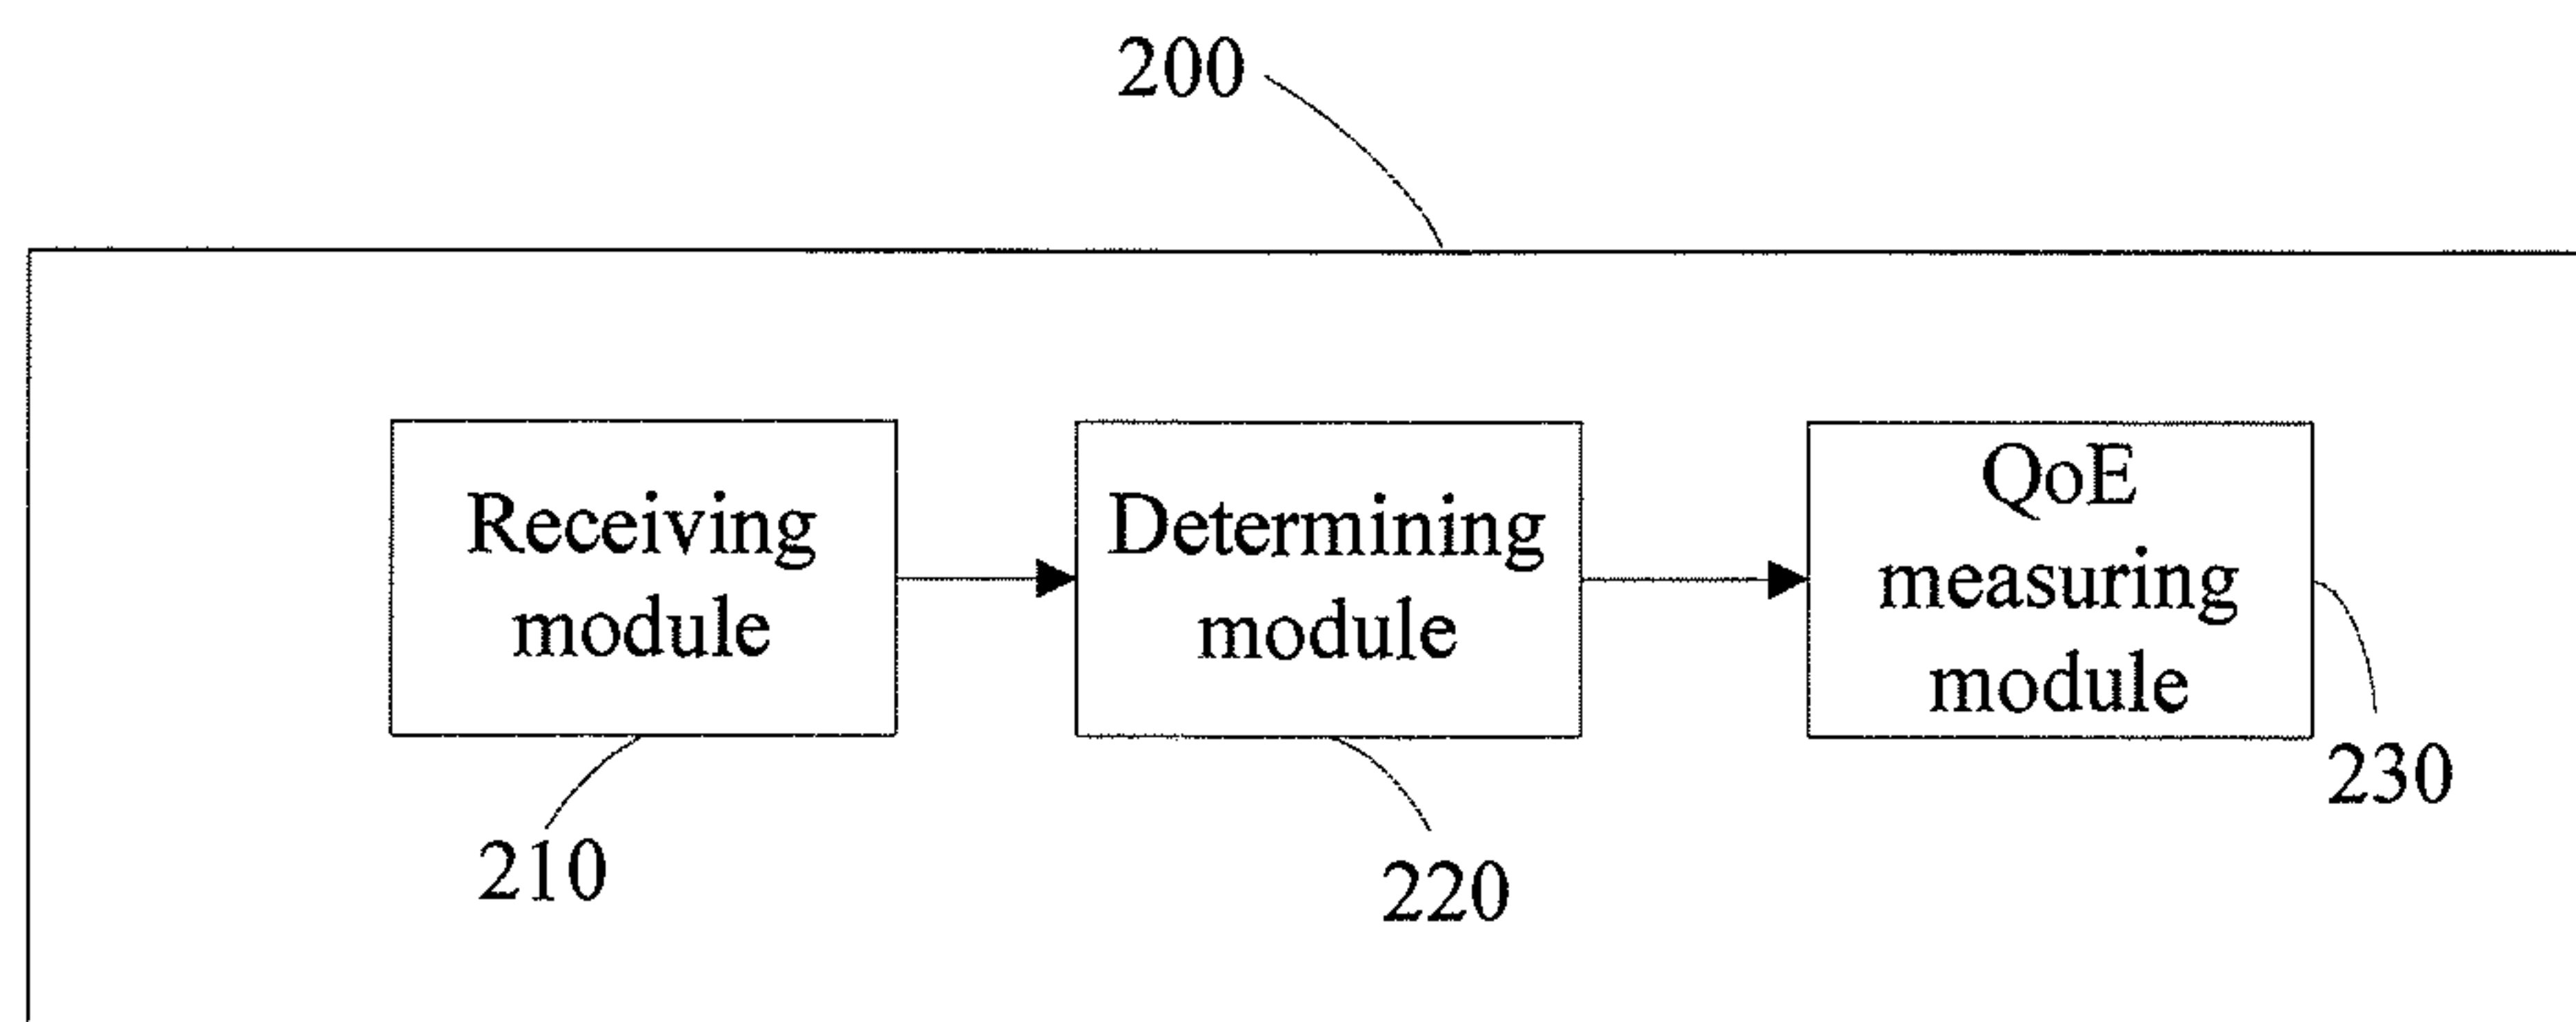 200
Receiving
module
Determining
module
QoE
measuring
module
210
220
230